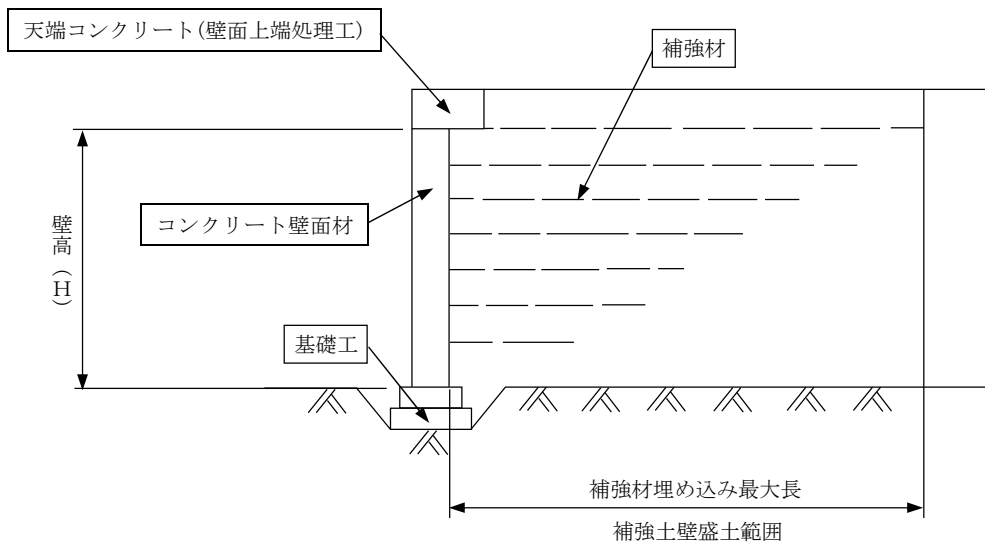 天端コンクリート(壁面上端処理工)
補強材
コンクリート壁面材
壁高(H)
基礎工
補強材埋め込み最大長
補強土壁盛土範囲